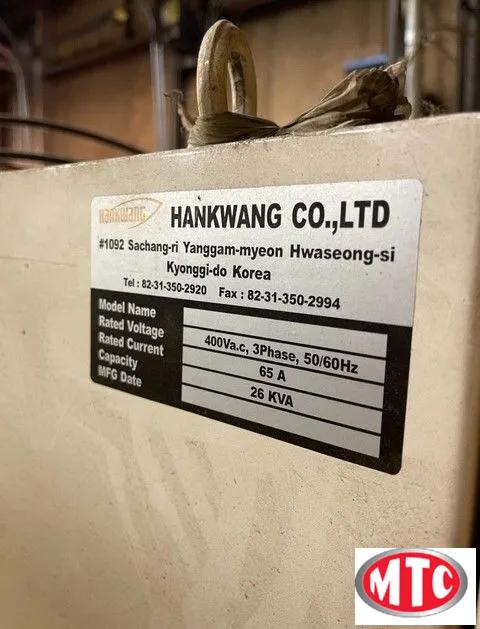 HANKWANG
HANKWANG CO.,LTD
#1092 Sachang-ri Yanggam-myeon Hwaseong-si
Kyonggi-do Korea
Tel : 82-31-350-2920 Fax : 82-31-350-2994
Model Name
Rated Voltage 400Va.c, 3Phase, 50/60Hz
Rated Current 65 A
Capacity 26 KVA
MFG Date
MTC